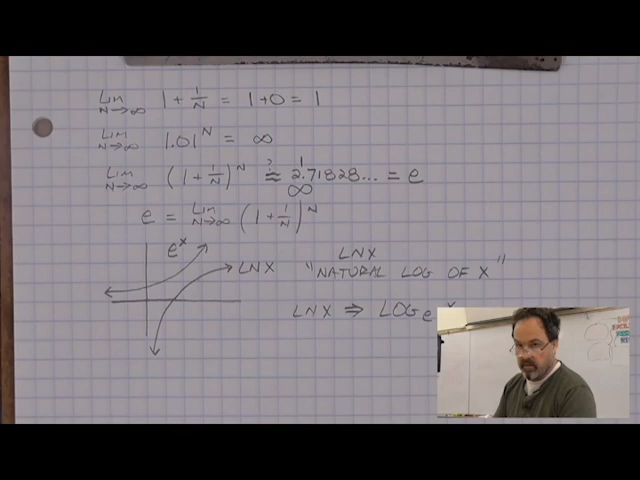 Lim N→∞ 1 + 1/N = 1+0 = 1
Lim N→∞ 1.01^N = ∞
Lim N→∞ (1 + 1/N)^N ≈ ? 1 2.71828... = e
∞
e = Lim N→∞ (1 + 1/N)^N
e^x
LNX
LNX
"NATURAL LOG OF X"
LNX ⇒ LOG e